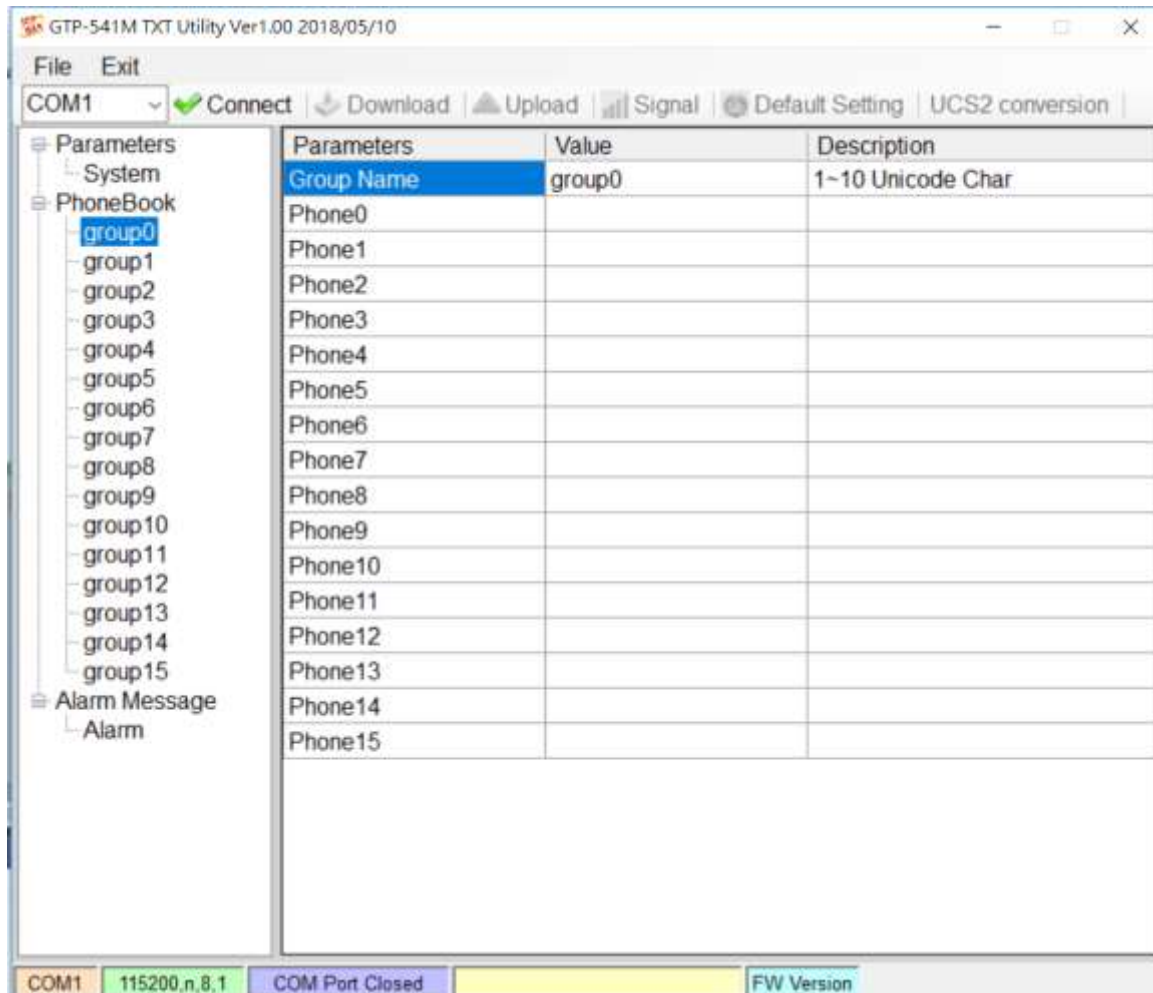 GTP-541M TXT Utility Ver1.00 2018/05/10
File Exit
COM1 Connect Download Upload Signal Default Setting UCS2 conversion
Parameters
System
PhoneBook
group0
group1
group2
group3
group4
group5
group6
group7
group8
group9
group10
group11
group12
group13
group14
group15
Alarm Message
Alarm
Parameters Value Description
Group Name group0 1~10 Unicode Char
Phone0
Phone1
Phone2
Phone3
Phone4
Phone5
Phone6
Phone7
Phone8
Phone9
Phone10
Phone11
Phone12
Phone13
Phone14
Phone15
COM1 115200,n,8,1 COM Port Closed FW Version